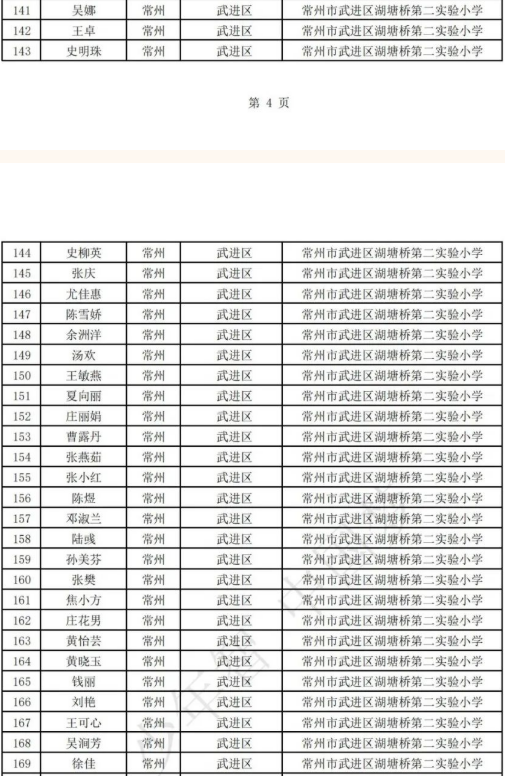 141 吴娜 常州 武进区 常州市武进区湖塘桥第二实验小学
142 王卓 常州 武进区 常州市武进区湖塘桥第二实验小学
143 史明珠 常州 武进区 常州市武进区湖塘桥第二实验小学
第 4 页
144 史柳英 常州 武进区 常州市武进区湖塘桥第二实验小学
145 张庆 常州 武进区 常州市武进区湖塘桥第二实验小学
146 尤佳惠 常州 武进区 常州市武进区湖塘桥第二实验小学
147 陈雪娇 常州 武进区 常州市武进区湖塘桥第二实验小学
148 余洲洋 常州 武进区 常州市武进区湖塘桥第二实验小学
149 汤欢 常州 武进区 常州市武进区湖塘桥第二实验小学
150 王敏燕 常州 武进区 常州市武进区湖塘桥第二实验小学
151 夏向丽 常州 武进区 常州市武进区湖塘桥第二实验小学
152 庄丽娟 常州 武进区 常州市武进区湖塘桥第二实验小学
153 曹露丹 常州 武进区 常州市武进区湖塘桥第二实验小学
154 张燕茹 常州 武进区 常州市武进区湖塘桥第二实验小学
155 张小红 常州 武进区 常州市武进区湖塘桥第二实验小学
156 陈煜 常州 武进区 常州市武进区湖塘桥第二实验小学
157 邓淑兰 常州 武进区 常州市武进区湖塘桥第二实验小学
158 陆彧 常州 武进区 常州市武进区湖塘桥第二实验小学
159 孙美芬 常州 武进区 常州市武进区湖塘桥第二实验小学
160 张樊 常州 武进区 常州市武进区湖塘桥第二实验小学
161 焦小方 常州 武进区 常州市武进区湖塘桥第二实验小学
162 庄花男 常州 武进区 常州市武进区湖塘桥第二实验小学
163 黄怡芸 常州 武进区 常州市武进区湖塘桥第二实验小学
164 黄晓玉 常州 武进区 常州市武进区湖塘桥第二实验小学
165 钱丽 常州 武进区 常州市武进区湖塘桥第二实验小学
166 刘艳 常州 武进区 常州市武进区湖塘桥第二实验小学
167 王可心 常州 武进区 常州市武进区湖塘桥第二实验小学
168 吴涧芳 常州 武进区 常州市武进区湖塘桥第二实验小学
169 徐佳 常州 武进区 常州市武进区湖塘桥第二实验小学